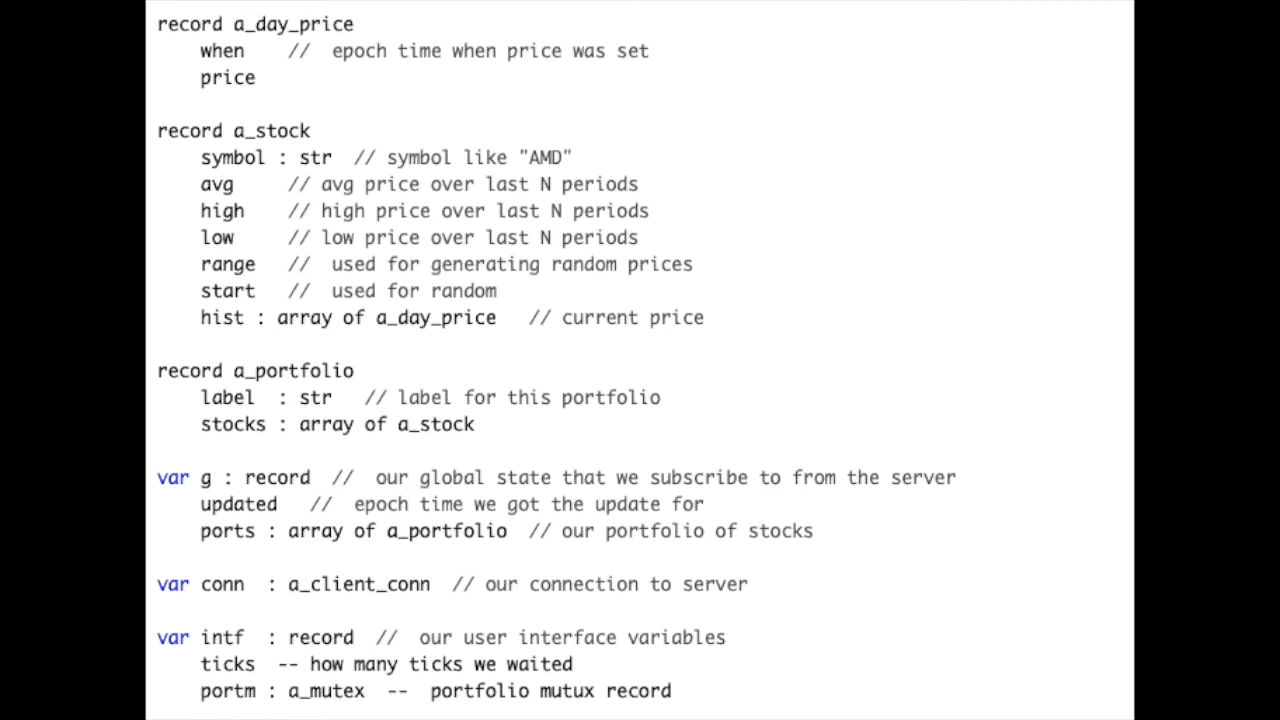 record a_day_price
when // epoch time when price was set
price
record a_stock
symbol : str // symbol like "AMD"
avg // avg price over last N periods
high // high price over last N periods
low // low price over last N periods
range // used for generating random prices
start // used for random
hist : array of a_day_price // current price
record a_portfolio
label : str // label for this portfolio
stocks : array of a_stock
var g : record // our global state that we subscribe to from the server
updated // epoch time we got the update for
ports : array of a_portfolio // our portfolio of stocks
var conn : a_client_conn // our connection to server
var intf : record // our user interface variables
ticks -- how many ticks we waited
portm : a_mutex -- portfolio mutux record